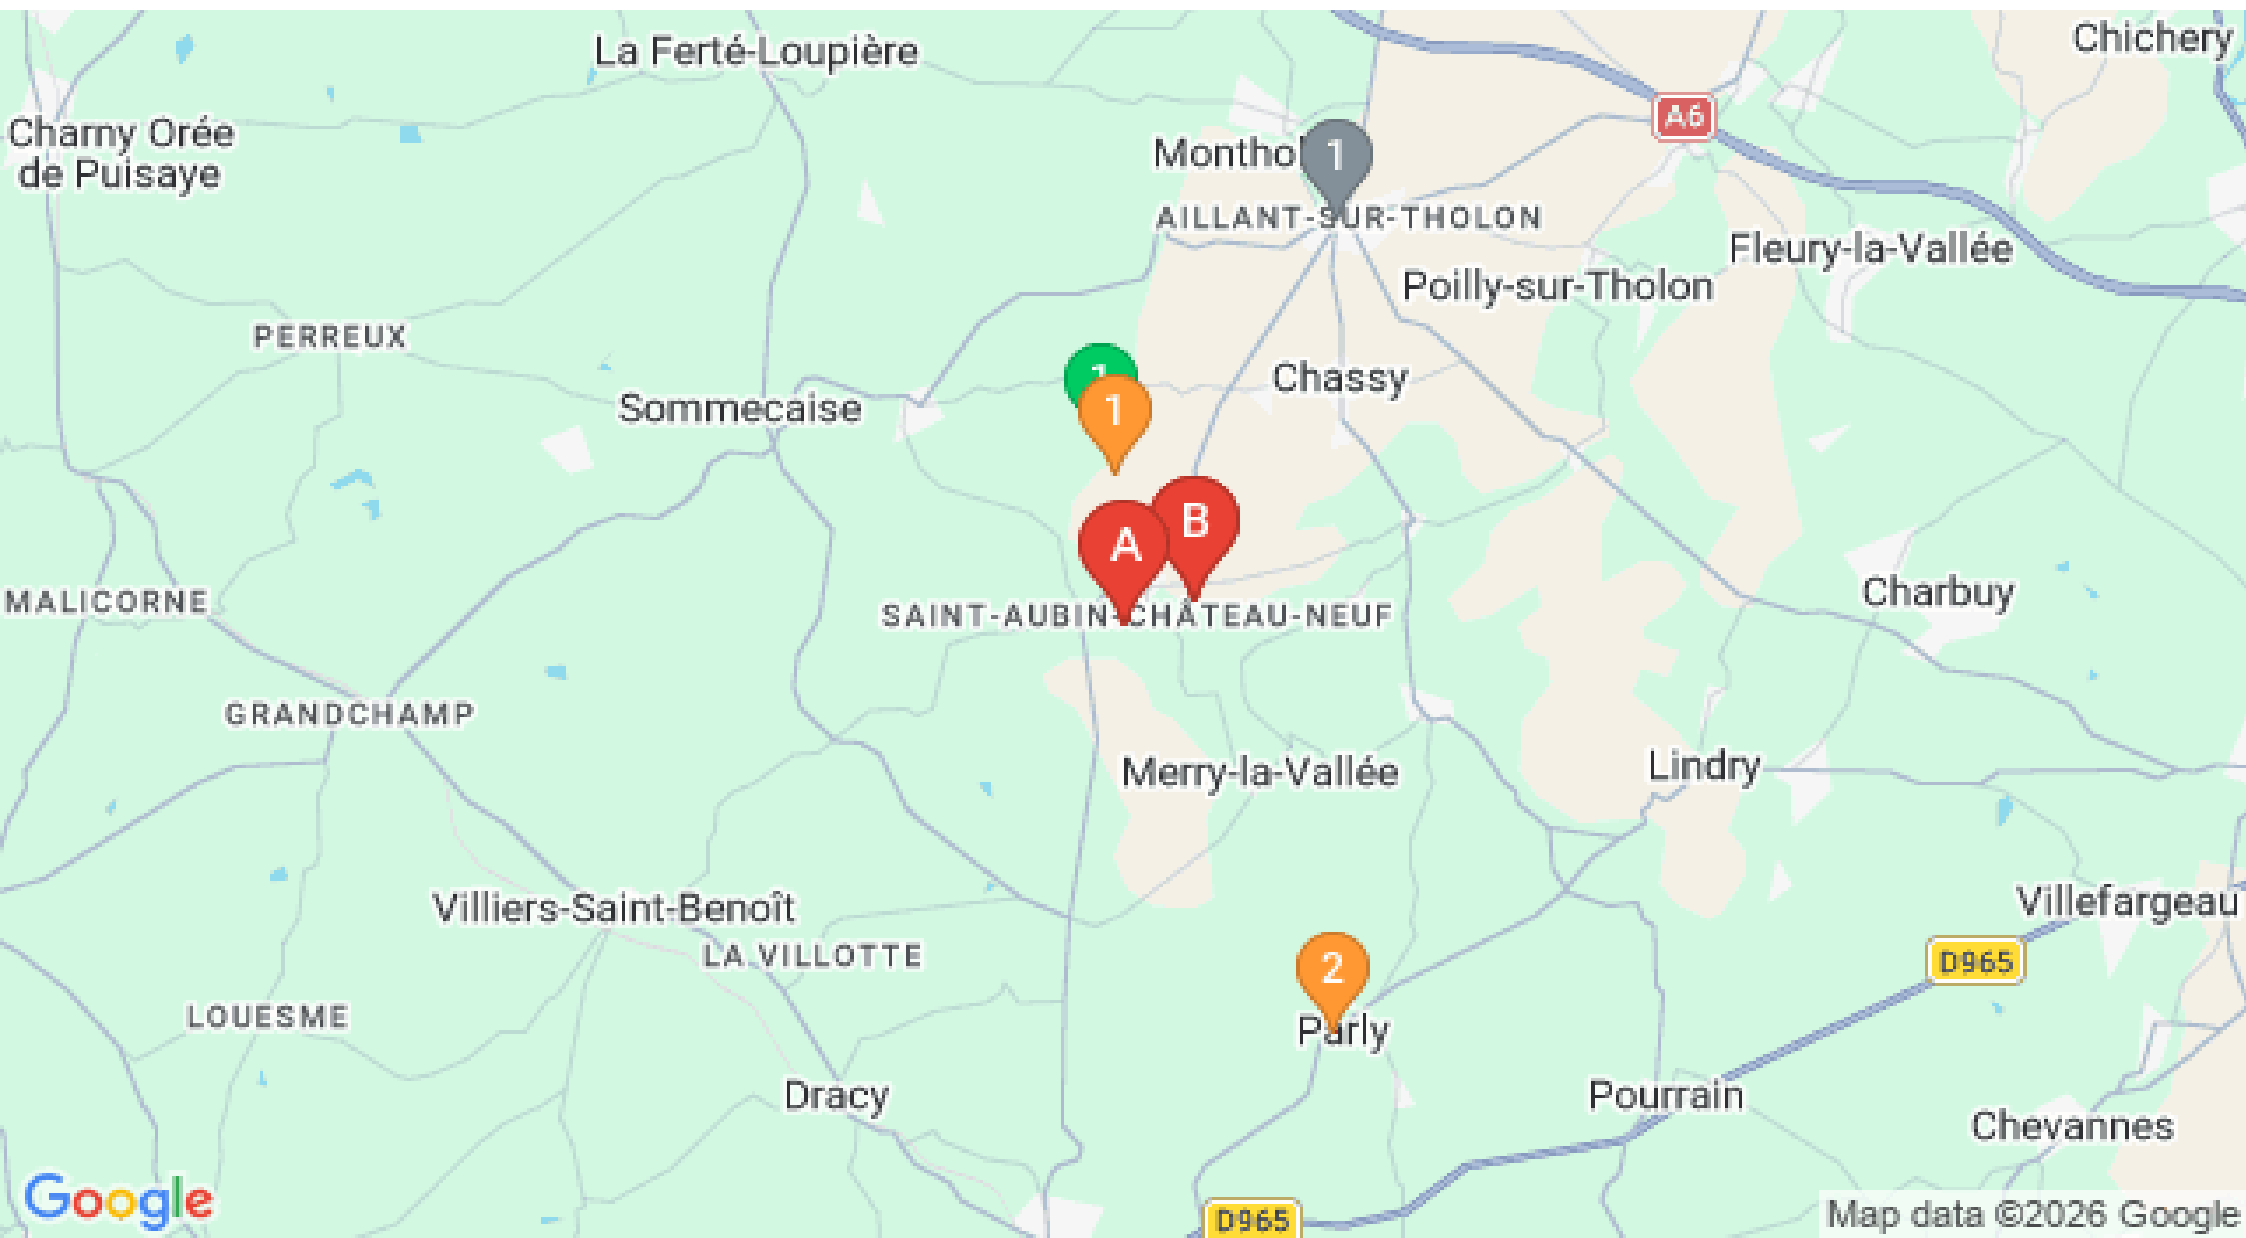 Chichery
La Ferté-Loupière
A6
Charny Orée
de Puisaye
1
AILLANT-SUR-THOLON
Fleury-la-Vallée
Poilly-sur-Tholon
PERREUX
Chassy
1
Sommecaise
B
A
MALICORNE
Charbuy
SAINT-AUBIN-CHÂTEAU-NEUF
GRANDCHAMP
Lindry
Merry-la-Vallée
Villefargeau
Villiers-Saint-Benoît
LA VILLOTTE
D965
2
LOUESME
Parly
Dracy
Pourrain
Chevannes
Google
D965
Map data ©2026 Google